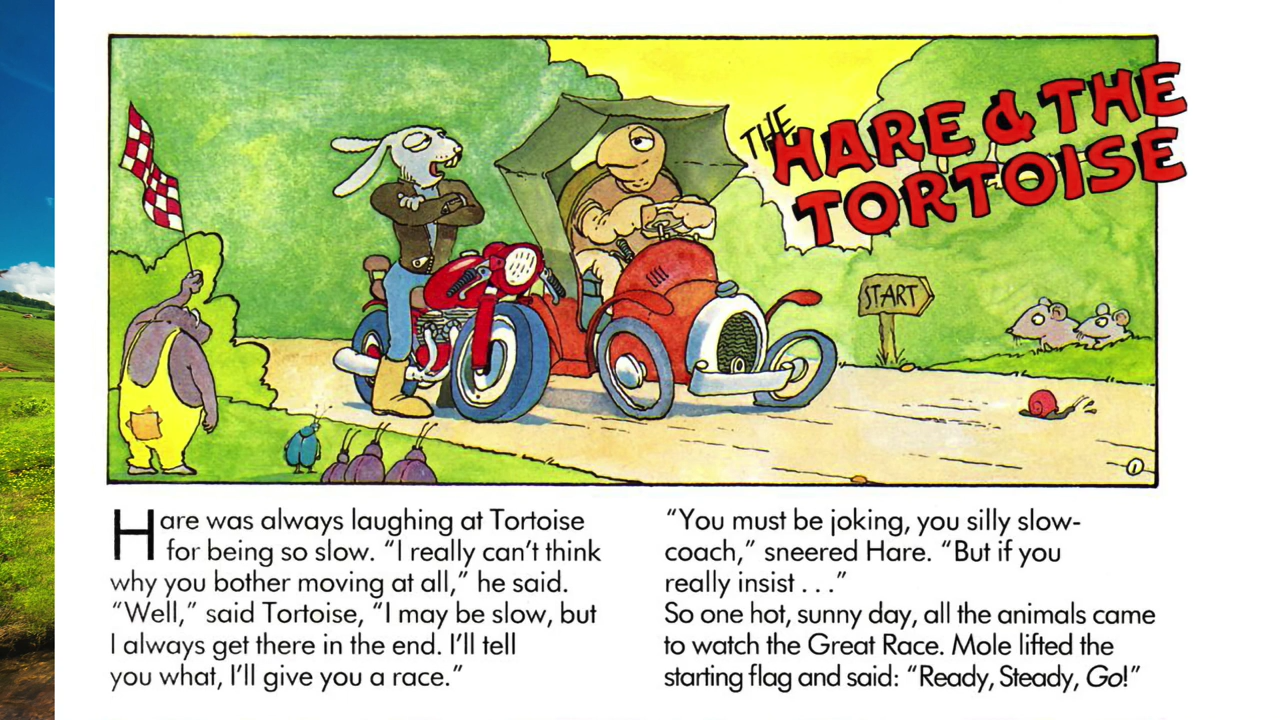 THE
HARE & THE
TORTOISE
START
1
Hare was always laughing at Tortoise
for being so slow. “I really can’t think
why you bother moving at all,” he said.
“Well,” said Tortoise, “I may be slow, but
I always get there in the end. I’ll tell
you what, I’ll give you a race.”
“You must be joking, you silly slow-
coach,” sneered Hare. “But if you
really insist . . .”
So one hot, sunny day, all the animals came
to watch the Great Race. Mole lifted the
starting flag and said: “Ready, Steady, Go!”